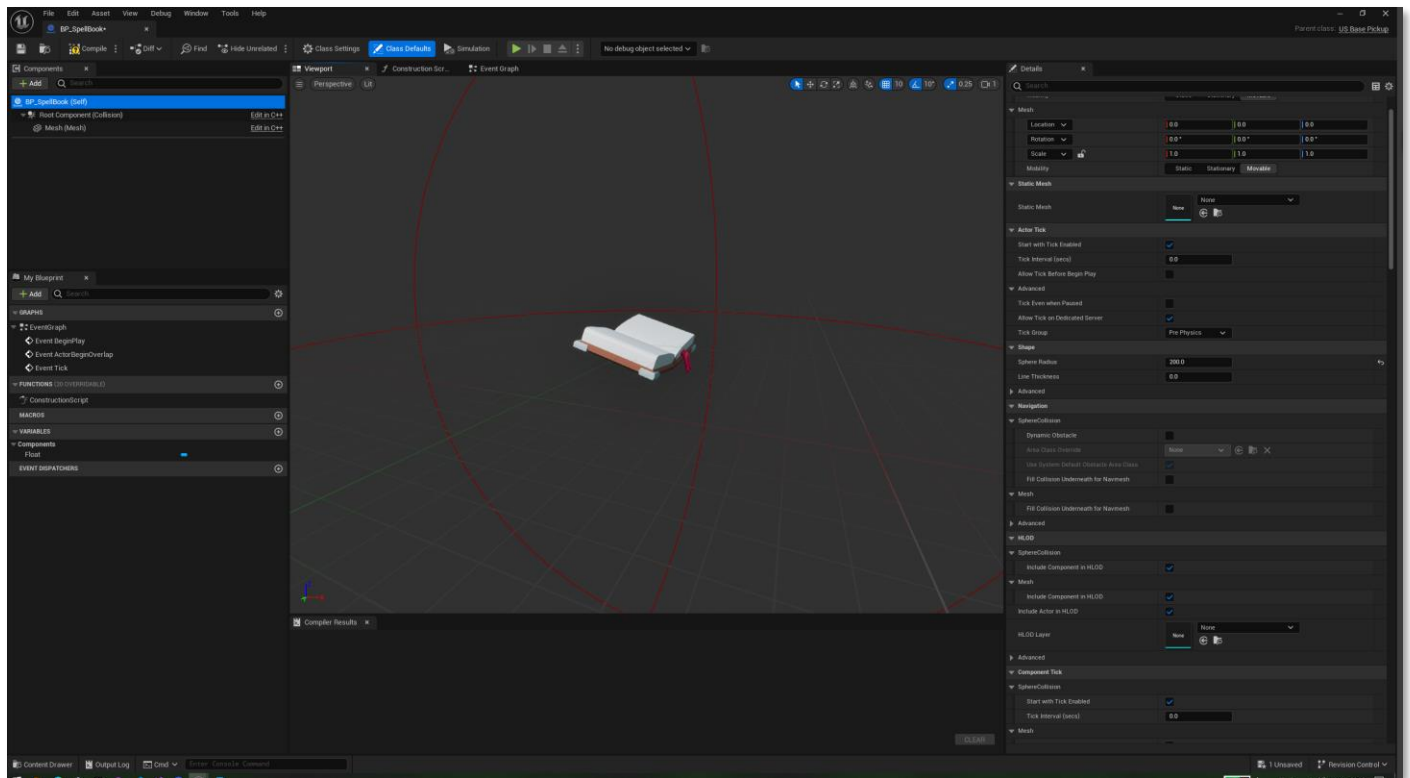 File Edit Asset View Debug Window Tools Help
BP_SpellBook•
Parent class: US Base Pickup
Compile Diff Find Hide Unrelated Class Settings Class Defaults Simulation No debug object selected
Components
Add Search
BP_SpellBook (Self)
Root Component (Collision) Edit in C++
Mesh (Mesh) Edit in C++
My Blueprint
Add Search
GRAPHS
EventGraph
Event BeginPlay
Event ActorBeginOverlap
Event Tick
FUNCTIONS (20 OVERRIDABLE)
ConstructionScript
MACROS
VARIABLES
Components
Float
EVENT DISPATCHERS
Viewport Construction Scr... Event Graph
Perspective Lit 10 10° 0.25 1
Compiler Results
CLEAR
Details
Search
Mesh
Location 0.0 0.0 0.0
Rotation 0.0° 0.0° 0.0°
Scale 1.0 1.0 1.0
Mobility Static Stationary Movable
Static Mesh
Static Mesh None None
Actor Tick
Start with Tick Enabled
Tick Interval (secs) 0.0
Allow Tick Before Begin Play
Advanced
Tick Even when Paused
Allow Tick on Dedicated Server
Tick Group Pre Physics
Shape
Sphere Radius 200.0
Line Thickness 0.0
Advanced
Navigation
SphereCollision
Dynamic Obstacle
Area Class Override None
Use System Default Obstacle Area Class
Fill Collision Underneath for Navmesh
Mesh
Fill Collision Underneath for Navmesh
Advanced
HLOD
SphereCollision
Include Component in HLOD
Mesh
Include Component in HLOD
Include Actor in HLOD
HLOD Layer None None
Advanced
Component Tick
SphereCollision
Start with Tick Enabled
Tick Interval (secs) 0.0
Mesh
Content Drawer Output Log Cmd Enter Console Command 1 Unsaved Revision Control